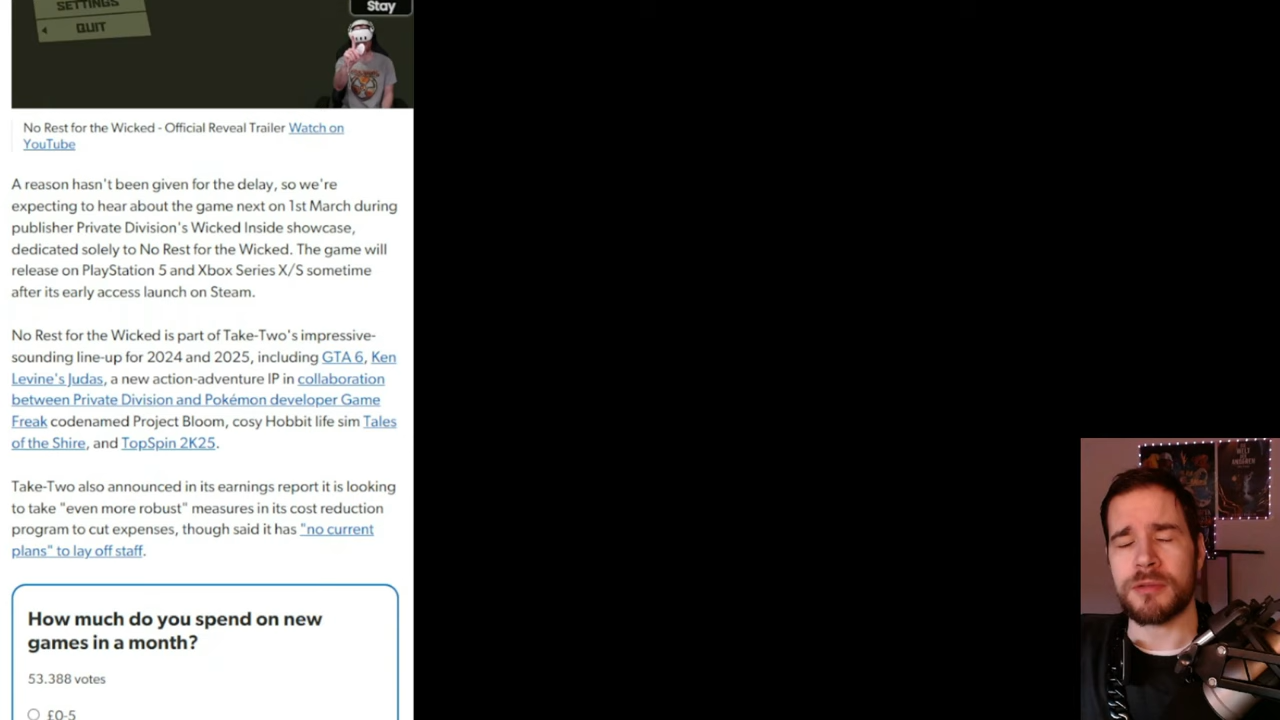 SETTINGS
QUIT
Stay
No Rest for the Wicked - Official Reveal Trailer Watch on
YouTube
A reason hasn't been given for the delay, so we're
expecting to hear about the game next on 1st March during
publisher Private Division's Wicked Inside showcase,
dedicated solely to No Rest for the Wicked. The game will
release on PlayStation 5 and Xbox Series X/S sometime
after its early access launch on Steam.
No Rest for the Wicked is part of Take-Two's impressive-
sounding line-up for 2024 and 2025, including GTA 6, Ken
Levine's Judas, a new action-adventure IP in collaboration
between Private Division and Pokémon developer Game
Freak codenamed Project Bloom, cosy Hobbit life sim Tales
of the Shire, and TopSpin 2K25.
Take-Two also announced in its earnings report it is looking
to take "even more robust" measures in its cost reduction
program to cut expenses, though said it has "no current
plans" to lay off staff.
How much do you spend on new
games in a month?
53.388 votes
£0-5